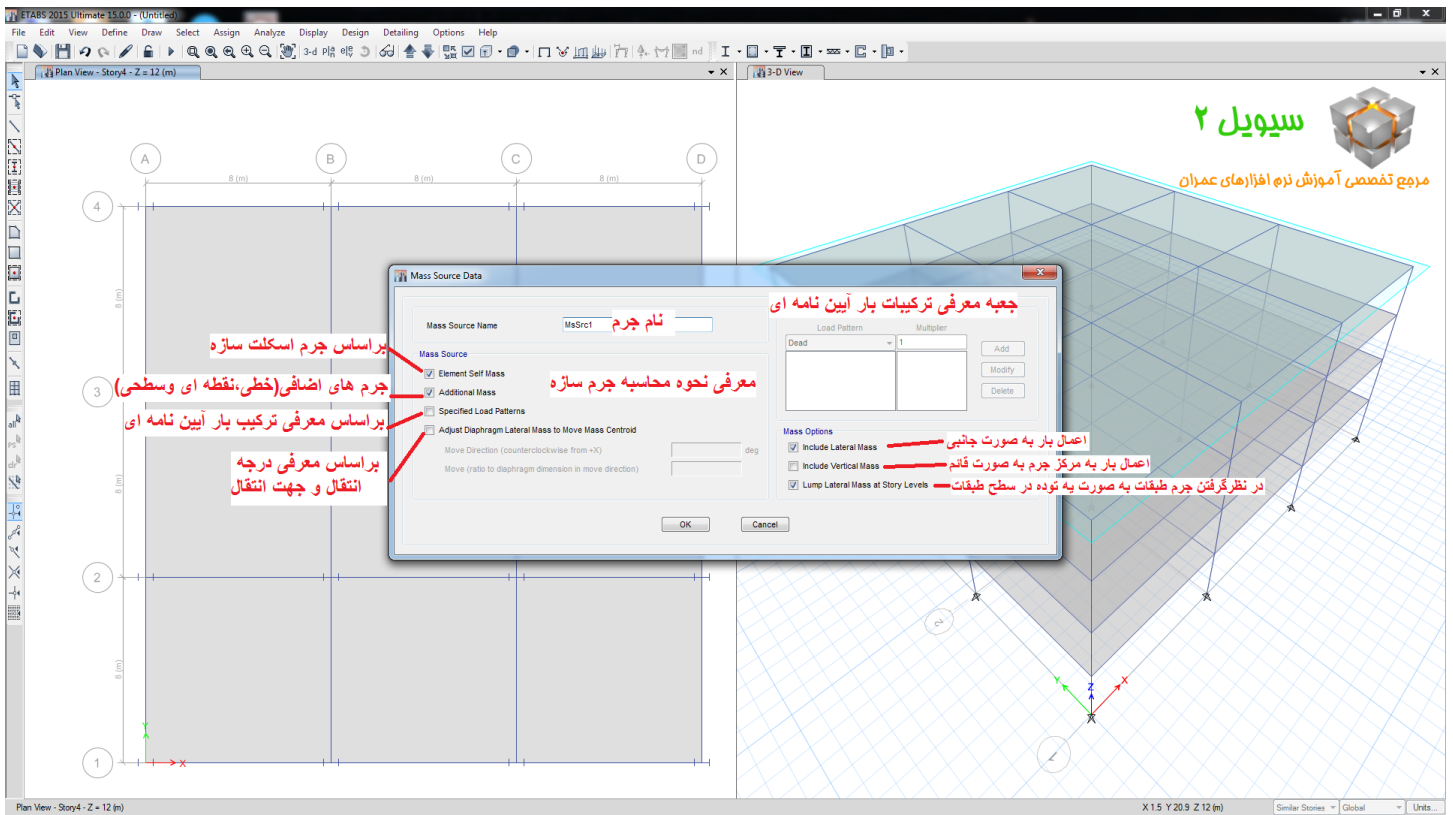 ETABS 2015 Ultimate 15.0.0 - (Untitled)
File Edit View Define Draw Select Assign Analyze Display Design Detailing Options Help
3-d nd
Plan View - Story4 - Z = 12 (m)
3-D View
سیویل ۲
مرجع تخصصی آموزش نرم افزارهای عمران
A B C D
8 (m) 8 (m) 8 (m)
4
8 (m)
3
8 (m)
2
8 (m)
1
Y
X
Mass Source Data
جعبه معرفی ترکیبات بار آیین نامه ای
Mass Source Name MsSrc1 نام جرم
Load Pattern Multiplier
Dead 1
Add
Modify
Delete
Mass Source
براساس جرم اسکلت سازه
Element Self Mass
معرفی نحوه محاسبه جرم سازه
جرم های اضافی(خطی،نقطه ای وسطحی)
Additional Mass
براساس معرفی ترکیب بار آیین نامه ای
Specified Load Patterns
Adjust Diaphragm Lateral Mass to Move Mass Centroid
براساس معرفی درجه
انتقال و جهت انتقال
Move Direction (counterclockwise from +X) deg
Move (ratio to diaphragm dimension in move direction)
Mass Options
Include Lateral Mass
اعمال بار به صورت جانبی
Include Vertical Mass
اعمال بار به مرکز جرم به صورت قائم
Lump Lateral Mass at Story Levels
در نظرگرفتن جرم طبقات به صورت یه توده در سطح طبقات
OK Cancel
2
1
Y Z X
Plan View - Story4 - Z = 12 (m)
X 1.5 Y 20.9 Z 12 (m)
Similar Stories Global Units...